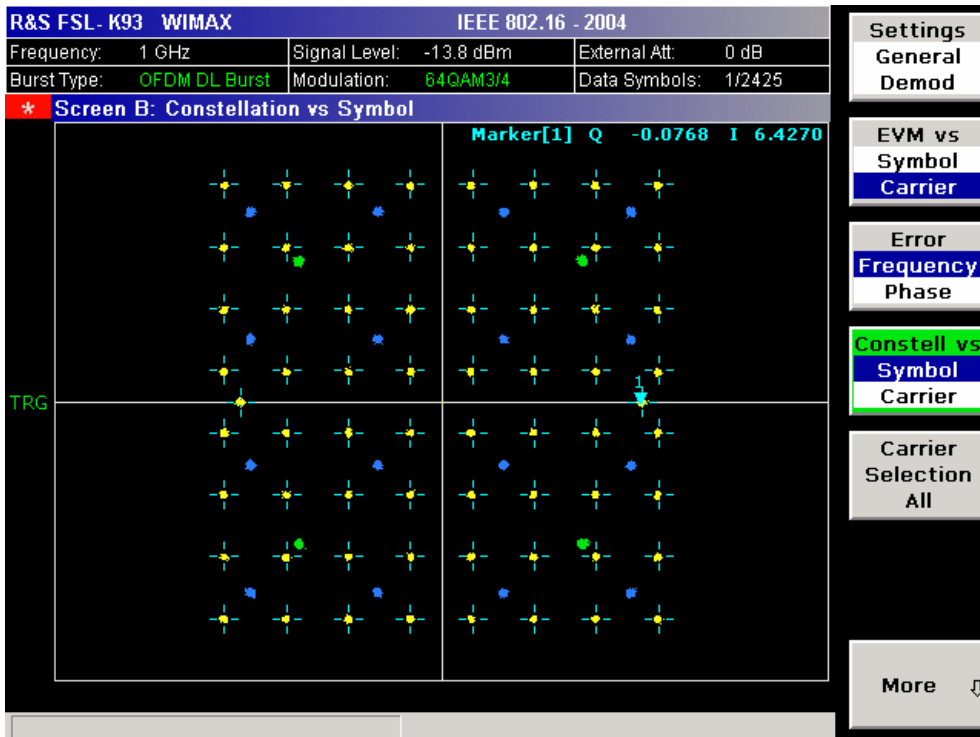 R&S FSL-K93 WIMAX IEEE 802.16 - 2004
Frequency: 1 GHz Signal Level: -13.8 dBm External Att: 0 dB
Burst Type: OFDM DL Burst Modulation: 64QAM3/4 Data Symbols: 1/2425
* Screen B: Constellation vs Symbol
Marker[1] Q -0.0768 I 6.4270
1
TRG
Settings
General
Demod
EVM vs
Symbol
Carrier
Error
Frequency
Phase
Constell vs
Symbol
Carrier
Carrier
Selection
All
More